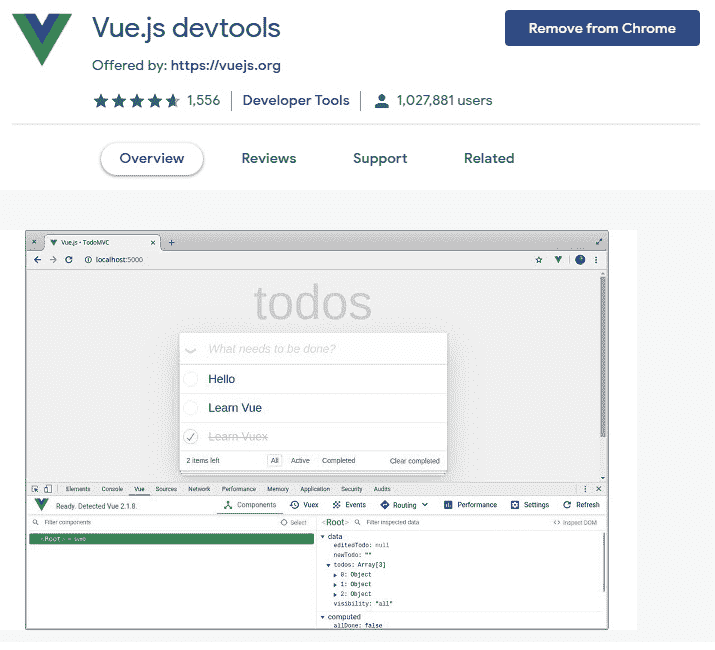 Vue.js devtools
Remove from Chrome
Offered by: https://vuejs.org
1,556 Developer Tools 1,027,881 users
Overview Reviews Support Related
Vue.js • TodoMVC
localhost:5000
todos
What needs to be done?
Hello
Learn Vue
Learn Vuex
2 items left All Active Completed Clear completed
Elements Console Vue Sources Network Performance Memory Application Security Audits
Ready. Detected Vue 2.1.8. Components Vuex Events Routing Performance Settings Refresh
Filter components Select <Root> Filter inspected data <> Inspect DOM
data
editedTodo: null
newTodo: ""
todos: Array[3]
0: Object
1: Object
2: Object
visibility: "all"
computed
allDone: false